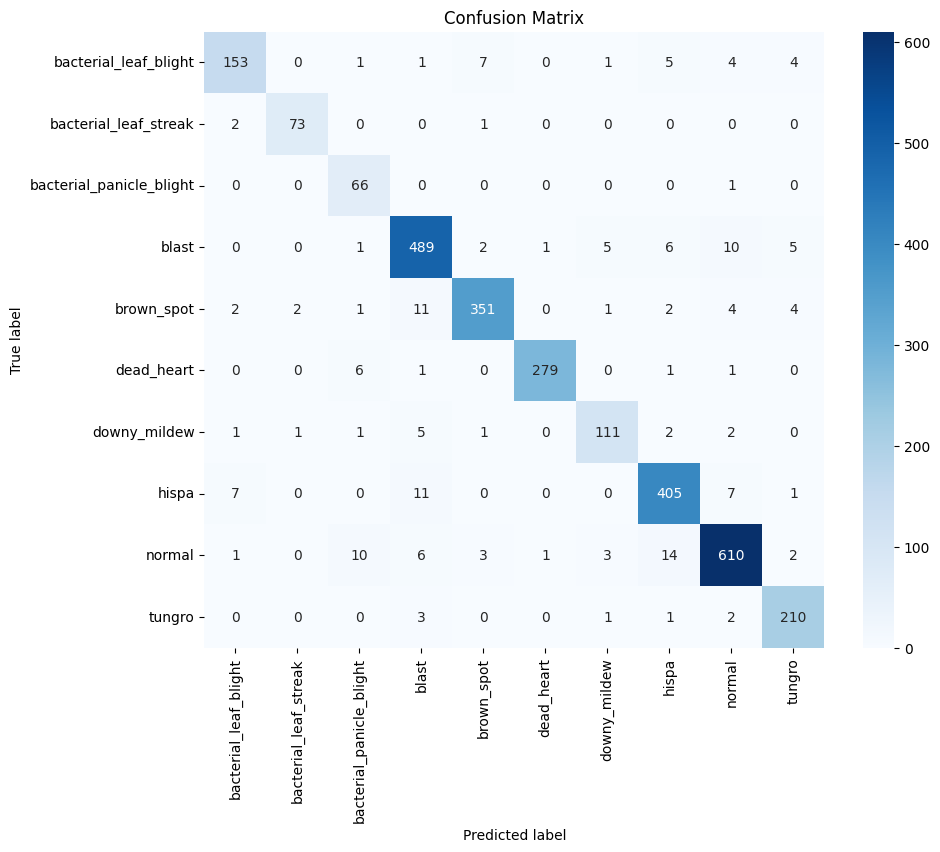 Confusion Matrix
True label
bacterial_leaf_blight 153 0 1 1 7 0 1 5 4 4
bacterial_leaf_streak 2 73 0 0 1 0 0 0 0 0
bacterial_panicle_blight 0 0 66 0 0 0 0 0 1 0
blast 0 0 1 489 2 1 5 6 10 5
brown_spot 2 2 1 11 351 0 1 2 4 4
dead_heart 0 0 6 1 0 279 0 1 1 0
downy_mildew 1 1 1 5 1 0 111 2 2 0
hispa 7 0 0 11 0 0 0 405 7 1
normal 1 0 10 6 3 1 3 14 610 2
tungro 0 0 0 3 0 0 1 1 2 210
bacterial_leaf_blight
bacterial_leaf_streak
bacterial_panicle_blight
blast
brown_spot
dead_heart
downy_mildew
hispa
normal
tungro
Predicted label
600
500
400
300
200
100
0